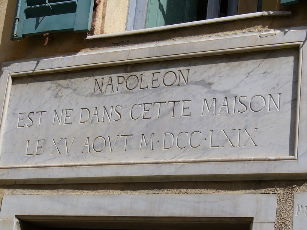 NAPOLEON
EST NE DANS CETTE MAISON
LE XV AOVT M·DCC·LXIX